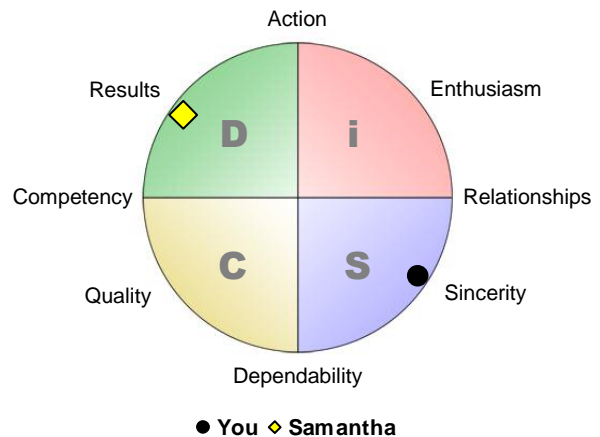 Action
Results
Enthusiasm
D
i
Competency
Relationships
C
S
Quality
Sincerity
Dependability
You Samantha